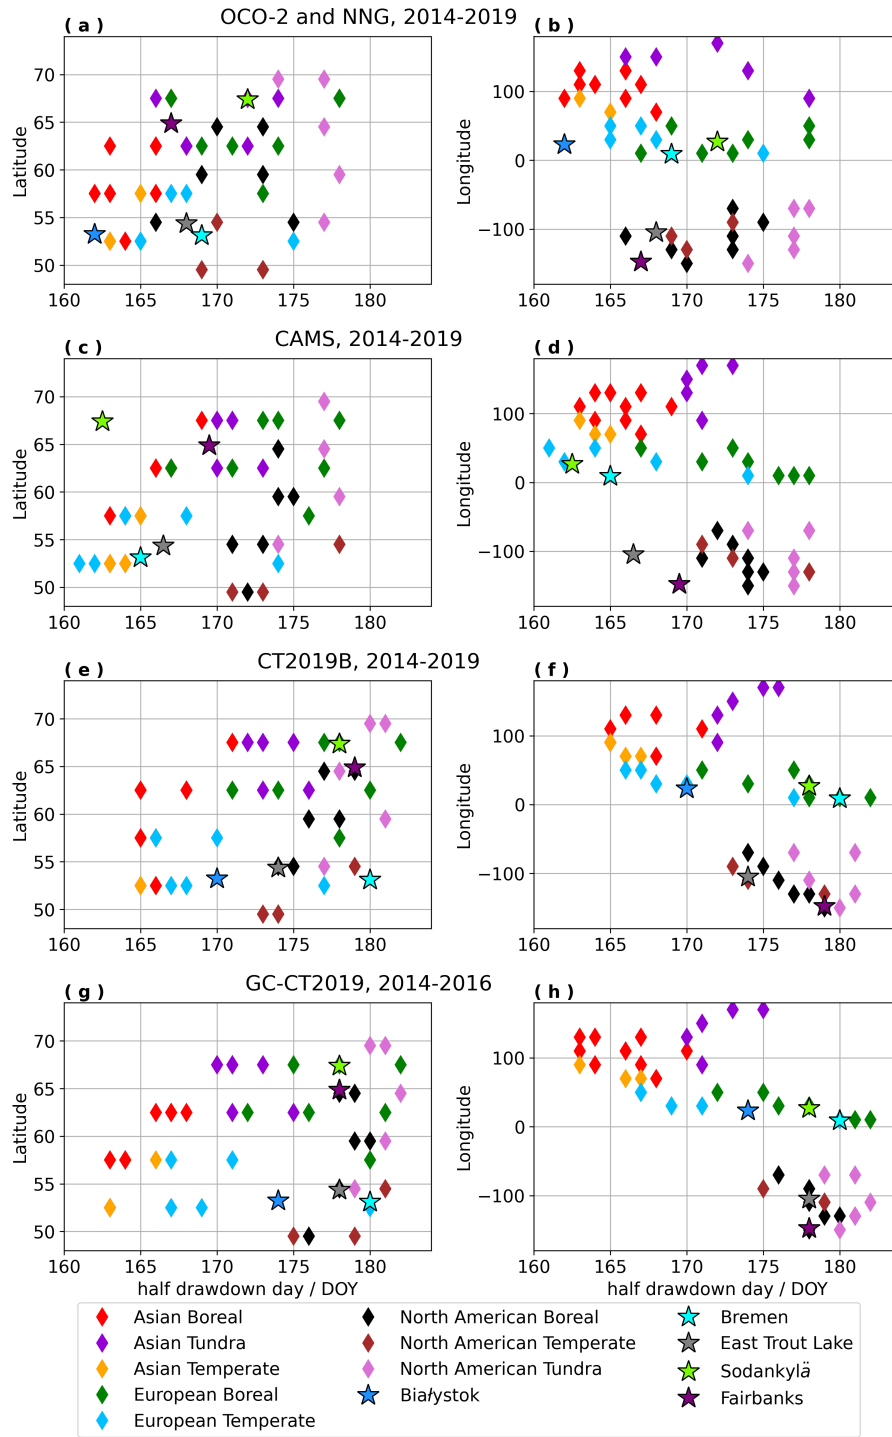 OCO-2 and NNG, 2014-2019
( a )
( b )
Latitude
70
65
60
55
50
160 165 170 175 180
Longitude
100
0
−100
160 165 170 175 180
CAMS, 2014-2019
( c )
( d )
Latitude
70
65
60
55
50
160 165 170 175 180
Longitude
100
0
−100
160 165 170 175 180
CT2019B, 2014-2019
( e )
( f )
Latitude
70
65
60
55
50
160 165 170 175 180
Longitude
100
0
−100
160 165 170 175 180
GC-CT2019, 2014-2016
( g )
( h )
Latitude
70
65
60
55
50
160 165 170 175 180
half drawdown day / DOY
Longitude
100
0
−100
160 165 170 175 180
half drawdown day / DOY
Asian Boreal
Asian Tundra
Asian Temperate
European Boreal
European Temperate
North American Boreal
North American Temperate
North American Tundra
Białystok
Bremen
East Trout Lake
Sodankylä
Fairbanks